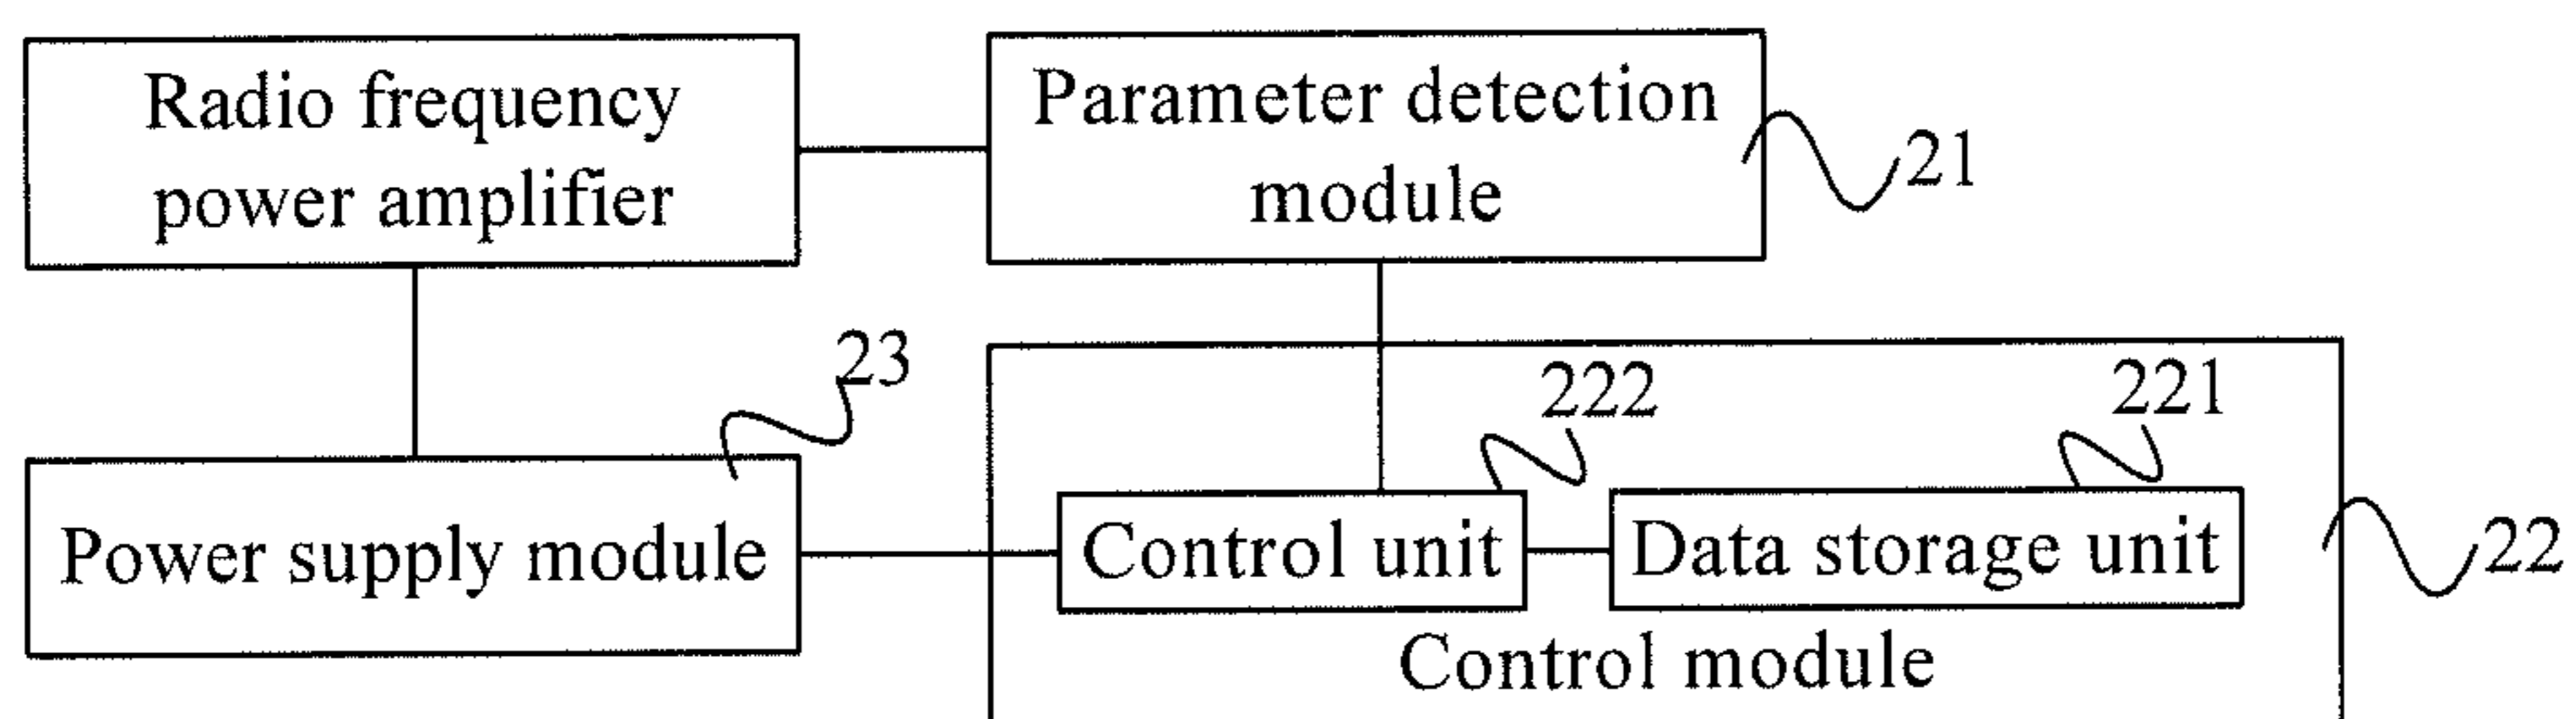 Radio frequency
power amplifier
Parameter detection
module
21
23
222
221
Power supply module
Control unit
Data storage unit
22
Control module